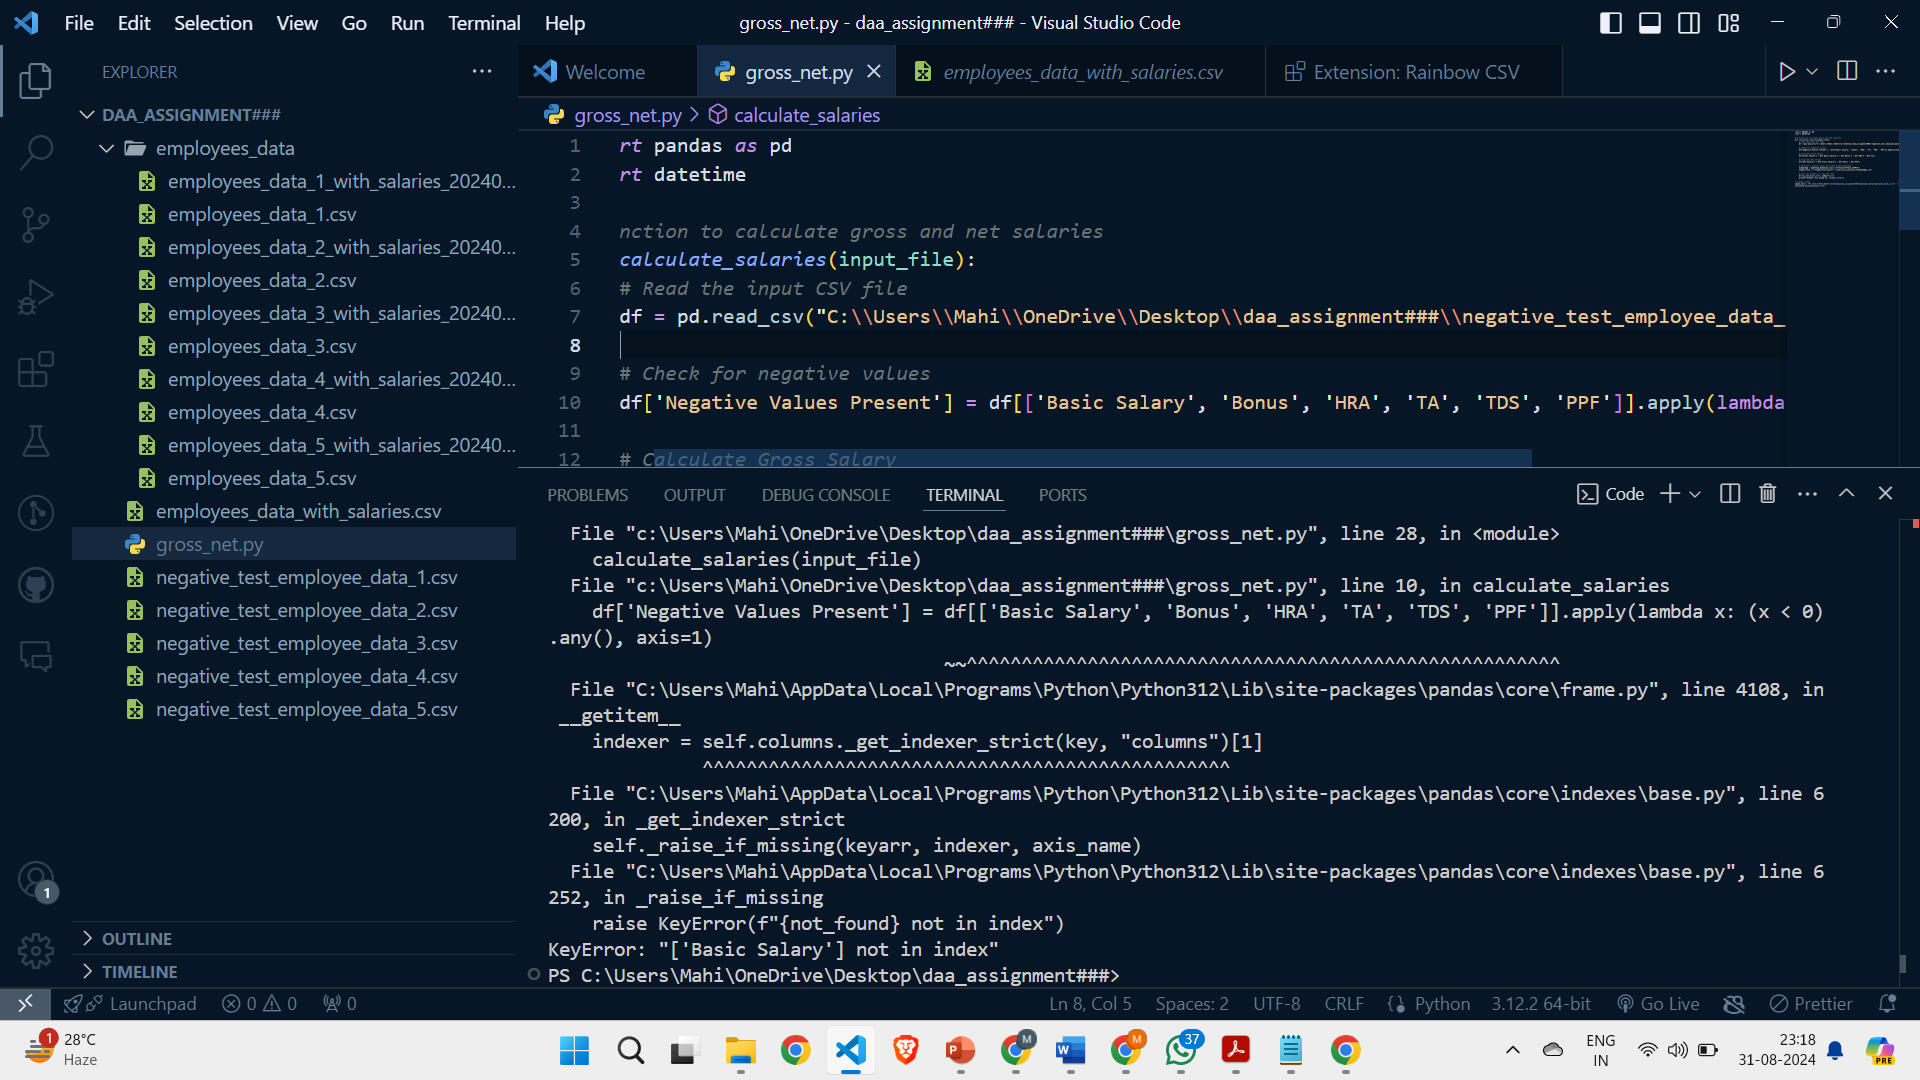 File Edit Selection View Go Run Terminal Help
gross_net.py - daa_assignment### - Visual Studio Code
EXPLORER
DAA_ASSIGNMENT###
employees_data
employees_data_1_with_salaries_20240...
employees_data_1.csv
employees_data_2_with_salaries_20240...
employees_data_2.csv
employees_data_3_with_salaries_20240...
employees_data_3.csv
employees_data_4_with_salaries_20240...
employees_data_4.csv
employees_data_5_with_salaries_20240...
employees_data_5.csv
employees_data_with_salaries.csv
gross_net.py
negative_test_employee_data_1.csv
negative_test_employee_data_2.csv
negative_test_employee_data_3.csv
negative_test_employee_data_4.csv
negative_test_employee_data_5.csv
OUTLINE
TIMELINE
1
Welcome
gross_net.py
employees_data_with_salaries.csv
Extension: Rainbow CSV
gross_net.py > calculate_salaries
1 rt pandas as pd
2 rt datetime
3
4 nction to calculate gross and net salaries
5 calculate_salaries(input_file):
6 # Read the input CSV file
7 df = pd.read_csv("C:\\Users\\Mahi\\OneDrive\\Desktop\\daa_assignment###\\negative_test_employee_data_
8
9 # Check for negative values
10 df['Negative Values Present'] = df[['Basic Salary', 'Bonus', 'HRA', 'TA', 'TDS', 'PPF']].apply(lambda
11
12 # Calculate Gross Salary
PROBLEMS OUTPUT DEBUG CONSOLE TERMINAL PORTS
Code
File "c:\Users\Mahi\OneDrive\Desktop\daa_assignment###\gross_net.py", line 28, in <module>
calculate_salaries(input_file)
File "c:\Users\Mahi\OneDrive\Desktop\daa_assignment###\gross_net.py", line 10, in calculate_salaries
df['Negative Values Present'] = df[['Basic Salary', 'Bonus', 'HRA', 'TA', 'TDS', 'PPF']].apply(lambda x: (x < 0)
.any(), axis=1)
~~^^^^^^^^^^^^^^^^^^^^^^^^^^^^^^^^^^^^^^^^^^^^^^^^^^^^^^
File "C:\Users\Mahi\AppData\Local\Programs\Python\Python312\Lib\site-packages\pandas\core\frame.py", line 4108, in
__getitem__
indexer = self.columns._get_indexer_strict(key, "columns")[1]
^^^^^^^^^^^^^^^^^^^^^^^^^^^^^^^^^^^^^^^^^^^^^^^^
File "C:\Users\Mahi\AppData\Local\Programs\Python\Python312\Lib\site-packages\pandas\core\indexes\base.py", line 6
200, in _get_indexer_strict
self._raise_if_missing(keyarr, indexer, axis_name)
File "C:\Users\Mahi\AppData\Local\Programs\Python\Python312\Lib\site-packages\pandas\core\indexes\base.py", line 6
252, in _raise_if_missing
raise KeyError(f"{not_found} not in index")
KeyError: "['Basic Salary'] not in index"
PS C:\Users\Mahi\OneDrive\Desktop\daa_assignment###>
Launchpad 0 0 0
Ln 8, Col 5 Spaces: 2 UTF-8 CRLF Python 3.12.2 64-bit Go Live Prettier
1
28°C
Haze
M
M
37
PRE
ENG
IN
23:18
31-08-2024